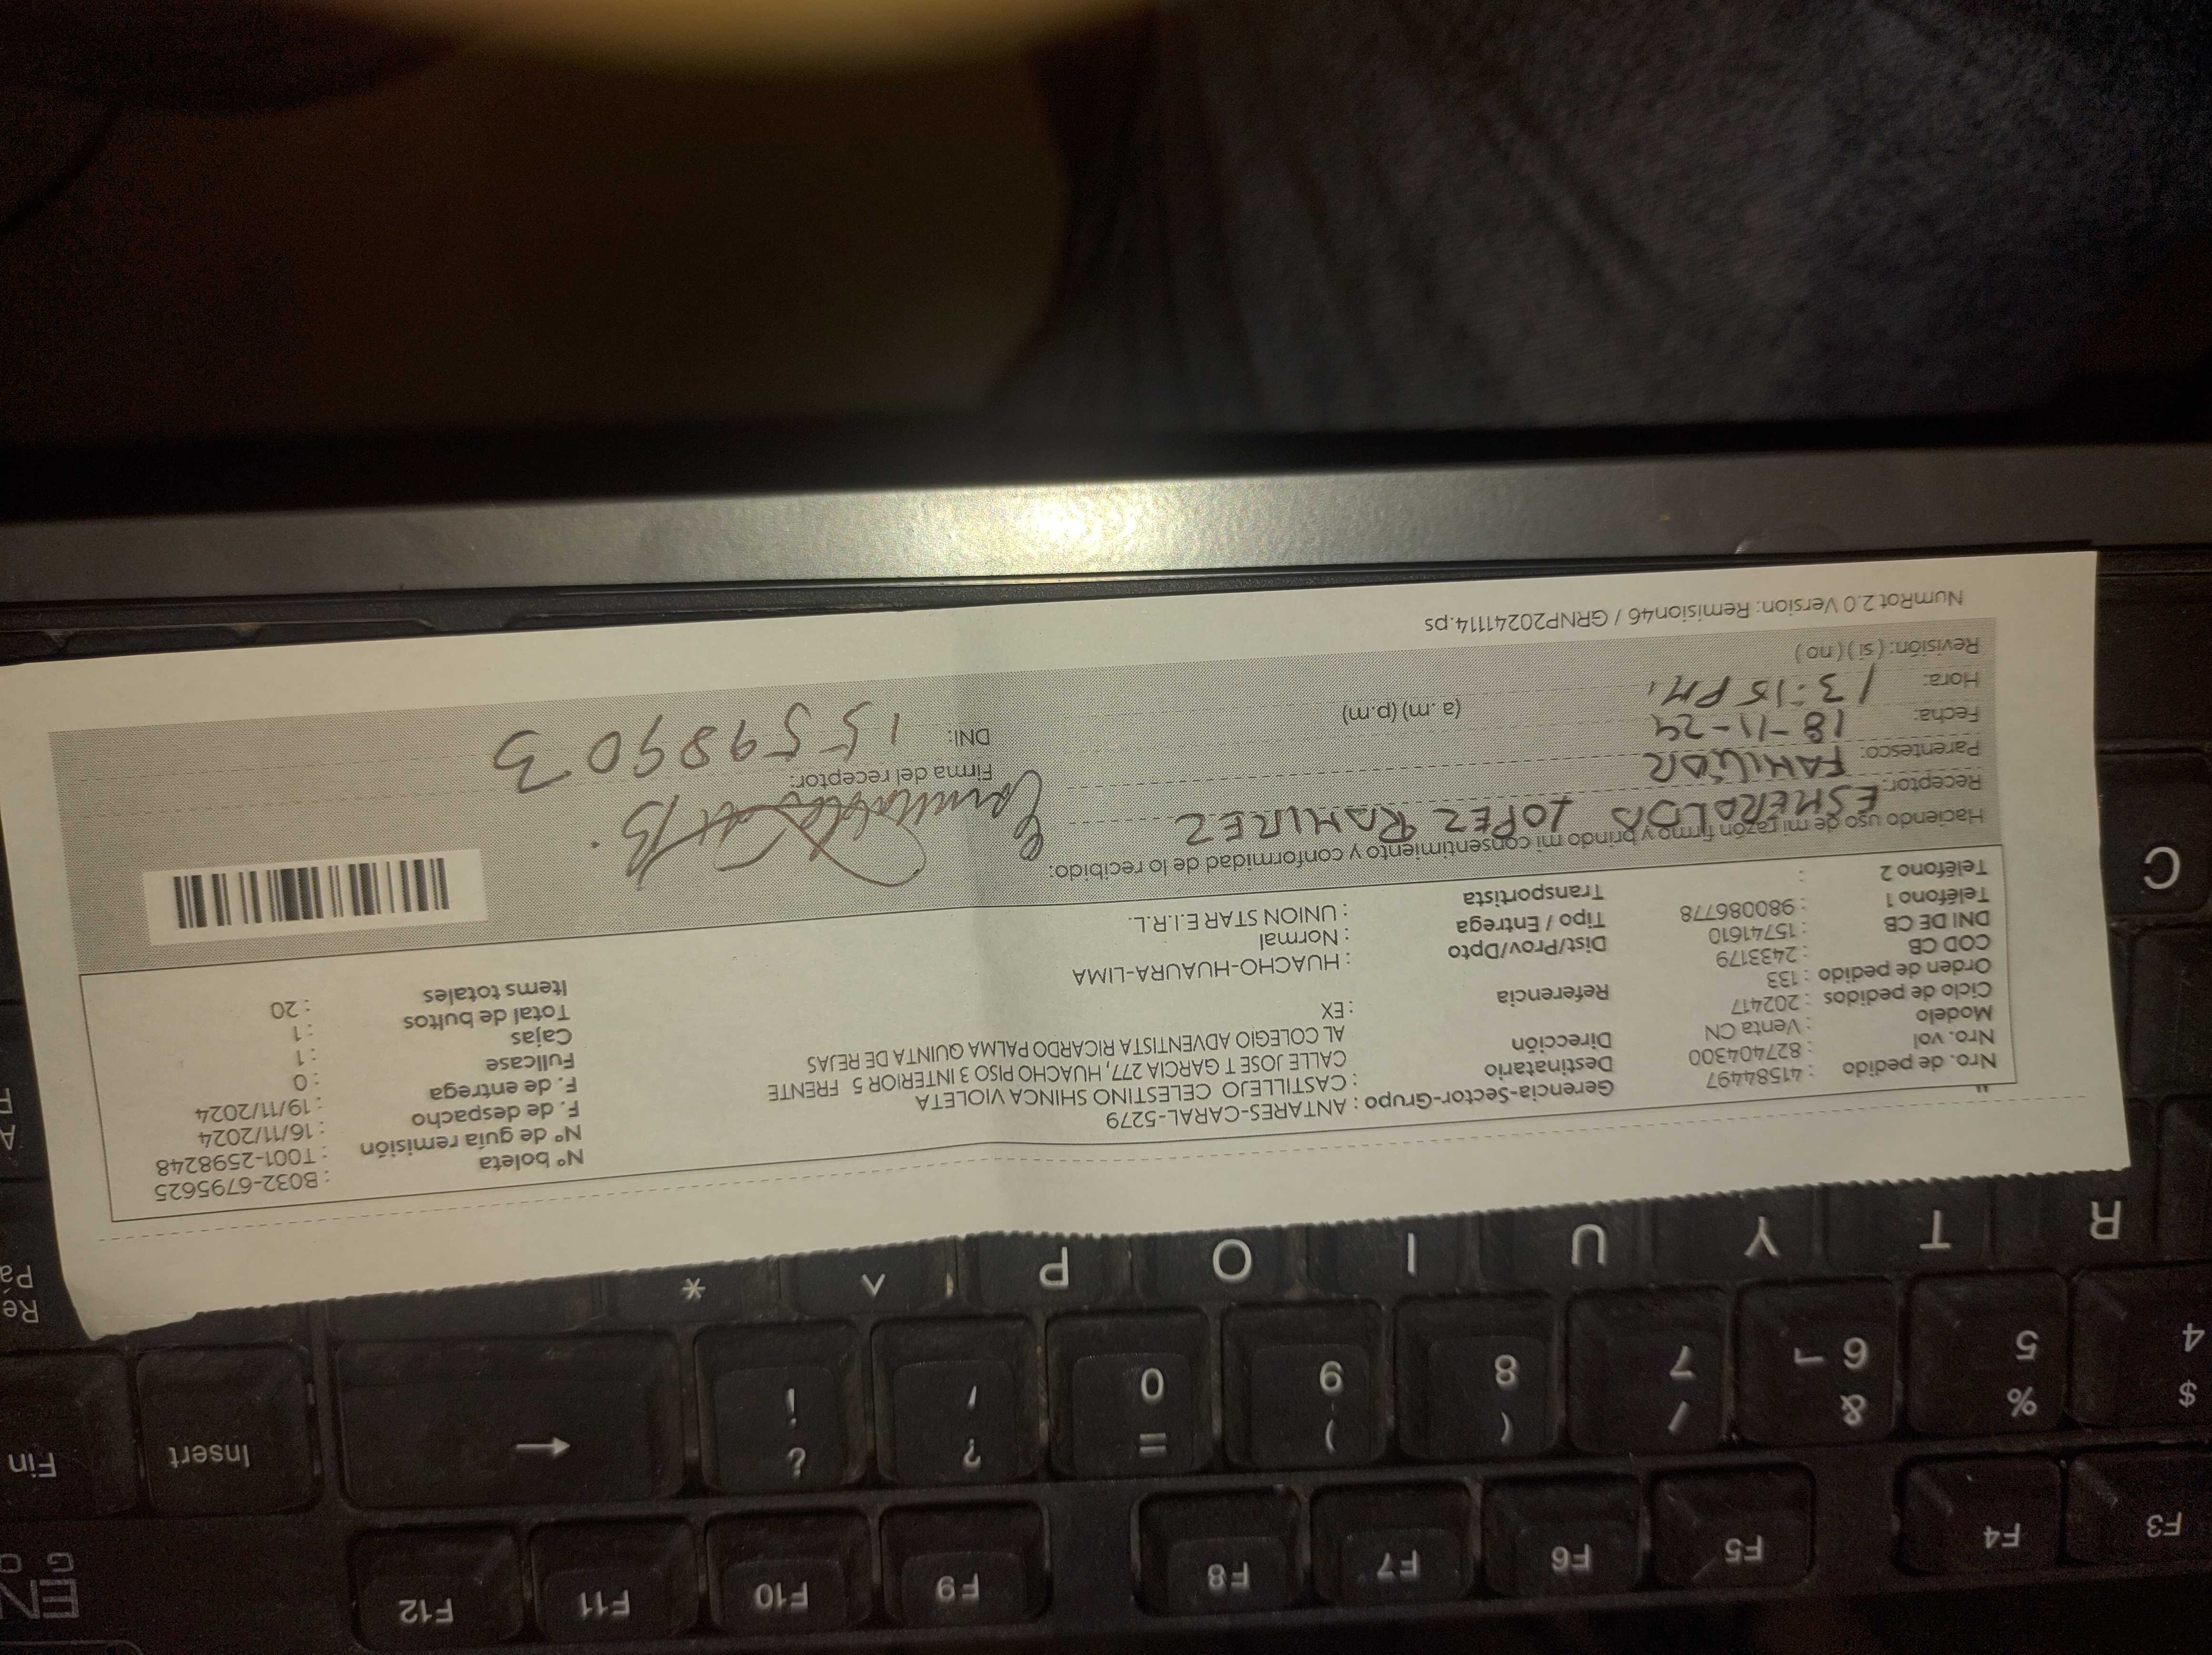 Nro. de pedido : 41584497
Nro. vol : 827404300
Modelo : Venta CN
Ciclo de pedidos : 202417
Orden de pedido : 133
COD CB : 2433179
DNI DE CB : 15741610
Teléfono 1 : 980086778
Teléfono 2 :
Gerencia-Sector-Grupo : ANTARES-CARAL-5279
Destinatario : CASTILLEJO CELESTINO SHINCA VIOLETA
Dirección CALLE JOSE T GARCIA 277, HUACHO PISO 3 INTERIOR 5 FRENTE
AL COLEGIO ADVENTISTA RICARDO PALMA QUINTA DE REJAS
Referencia : EX
Dist/Prov/Dpto : HUACHO-HUAURA-LIMA
Tipo / Entrega : Normal
Transportista : UNION STAR E.I.R.L.
N° boleta : B032-6795625
N° de guía remisión : T001-2598248
F. de despacho : 16/11/2024
F. de entrega : 19/11/2024
Fullcase : 0
Cajas : 1
Total de bultos : 1
Items totales : 20
Haciendo uso de mi razón firmo y brindo mi consentimiento y conformidad de lo recibido:
Receptor: ESMERALDA LOPEZ RAMIREZ
Parentesco: FAMILIAR
Fecha: 18-11-24
Hora: 13:15 PM. (a.m) (p.m)
Revisión: (si) (no)
Firma del receptor:
DNI: 15598903
NumRot 2.0 Version: Remision46 / GRNP20241114.ps
C
R T Y U I O P ^ *
$ 4 % 5 & 6 ¬ / 7 ( 8 ) 9 = 0 ? ' ¿ ¡ ← Insert Fin
F3 F4 F5 F6 F7 F8 F9 F10 F11 F12